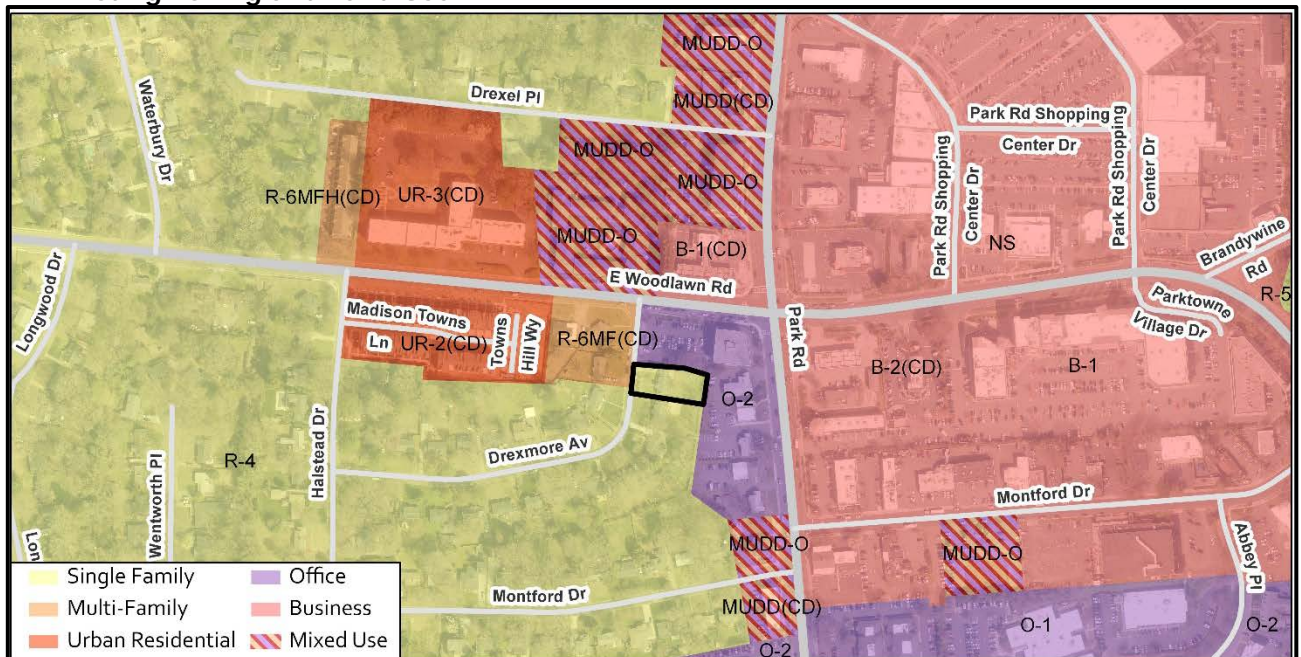 MUDD-O
Drexel Pl
MUDD(CD)
Waterbury Dr
Park Rd Shopping
Center Dr
Park Rd Shopping
Center Dr
Park Rd Shopping
Center Dr
MUDD-O
MUDD-O
R-6MFH(CD)
UR-3(CD)
MUDD-O
B-1(CD)
NS
Brandywine
Rd
R-5
Longwood Dr
E Woodlawn Rd
Parktowne
Village Dr
Madison Towns
Ln
UR-2(CD)
Towns
Hill Wy
R-6MF(CD)
Park Rd
B-2(CD)
B-1
O-2
Halstead Dr
Drexmore Av
R-4
Wentworth Pl
Lon
Montford Dr
Abbey Pl
MUDD-O
MUDD-O
Montford Dr
MUDD(CD)
O-1
O-2
O-2
Single Family
Multi-Family
Urban Residential
Office
Business
Mixed Use